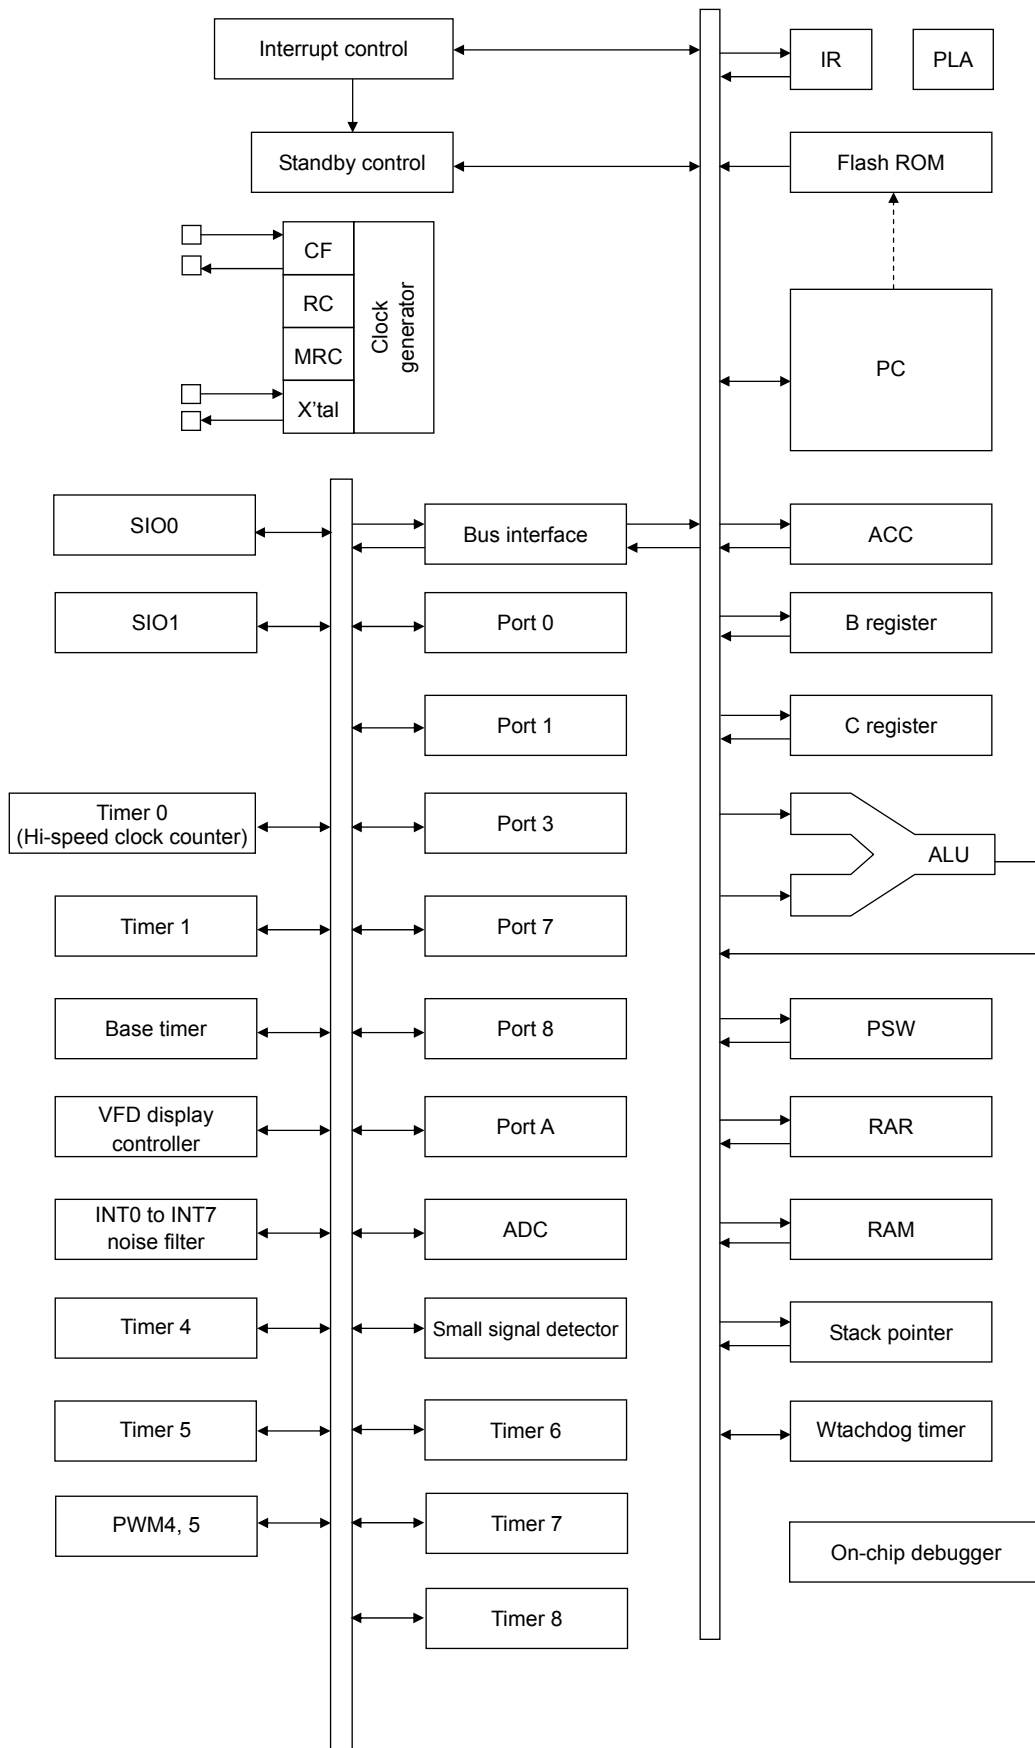 Interrupt control
IR
PLA
Standby control
Flash ROM
CF
RC
MRC
X'tal
Clock
generator
PC
SIO0
Bus interface
ACC
SIO1
Port 0
B register
Port 1
C register
Timer 0
(Hi-speed clock counter)
Port 3
ALU
Timer 1
Port 7
Base timer
Port 8
PSW
VFD display
controller
Port A
RAR
INT0 to INT7
noise filter
ADC
RAM
Timer 4
Small signal detector
Stack pointer
Timer 5
Timer 6
Wtachdog timer
PWM4, 5
Timer 7
On-chip debugger
Timer 8